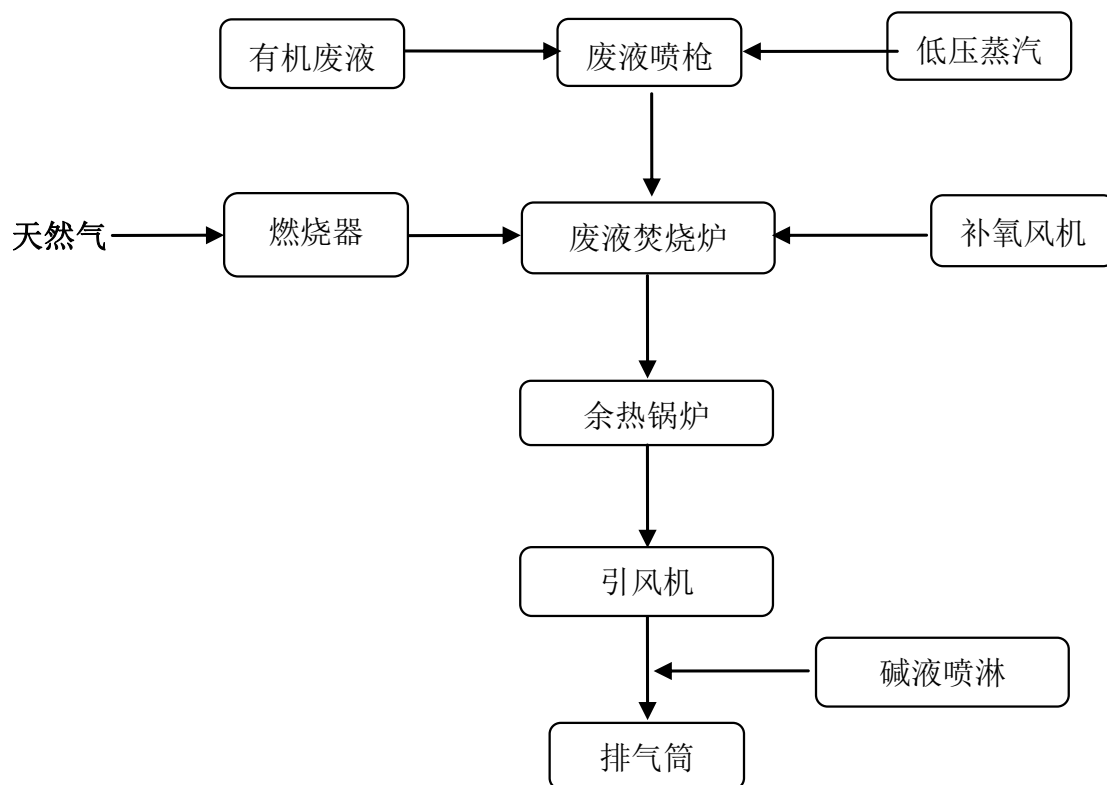 有机废液
废液喷枪
低压蒸汽
天然气
燃烧器
废液焚烧炉
补氧风机
余热锅炉
引风机
碱液喷淋
排气筒